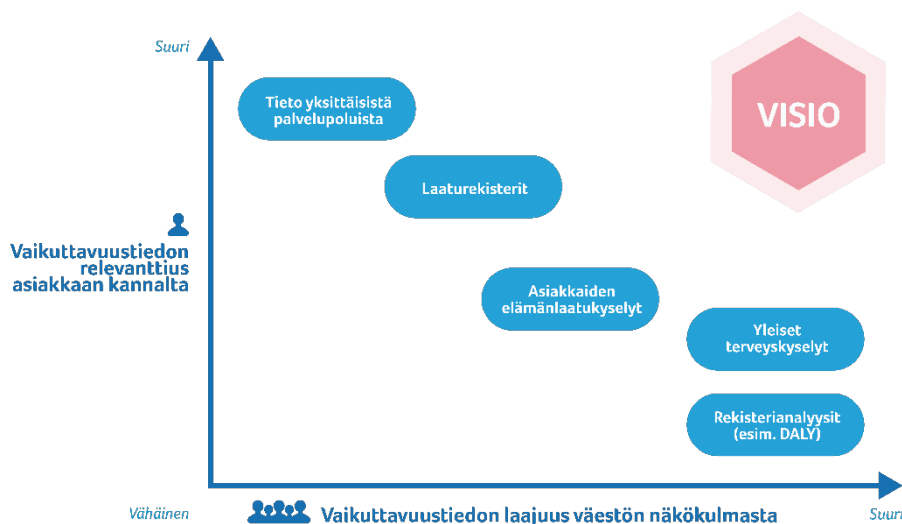 Suuri
Tieto yksittäisistä
palvelupoluista
VISIO
Laaturekisterit
Vaikuttavuustiedon
relevanttius
asiakkaan kannalta
Asiakkaiden
elämänlaatukyselyt
Yleiset
terveyskyselyt
Rekisterianalyysit
(esim. DALY)
Vähäinen
Vaikuttavuustiedon laajuus väestön näkökulmasta
Suuri